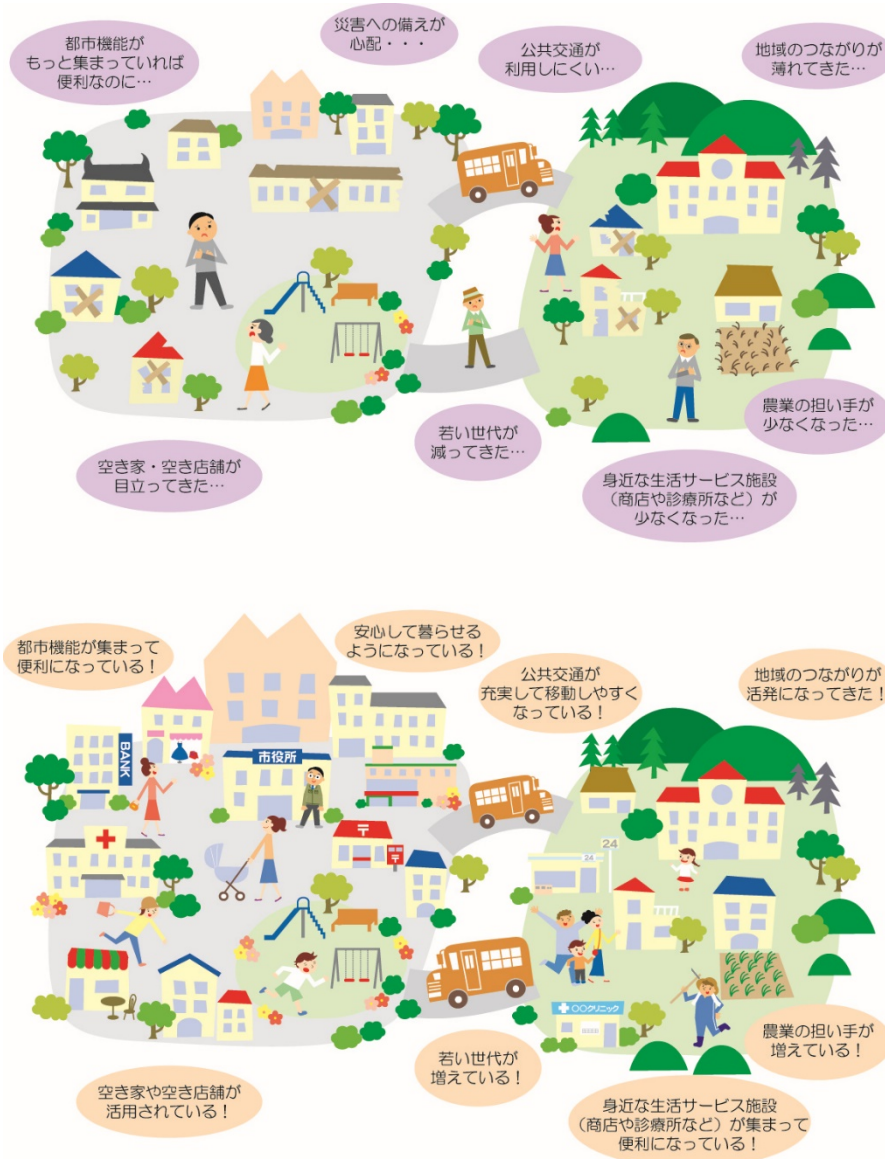 都市機能が
もっと集まっていれば
便利なのに…
災害への備えが
心配・・・
公共交通が
利用しにくい…
地域のつながりが
薄れてきた…
空き家・空き店舗が
目立ってきた…
若い世代が
減ってきた…
農業の担い手が
少なくなった…
身近な生活サービス施設
（商店や診療所など）が
少なくなった…
都市機能が集まって
便利になっている！
安心して暮らせる
ようになっている！
公共交通が
充実して移動しやすく
なっている！
地域のつながりが
活発になってきた！
BANK
市役所
〒
〒
24
24
○○クリニック
空き家や空き店舗が
活用されている！
若い世代が
増えている！
農業の担い手が
増えている！
身近な生活サービス施設
（商店や診療所など）が集まって
便利になっている！